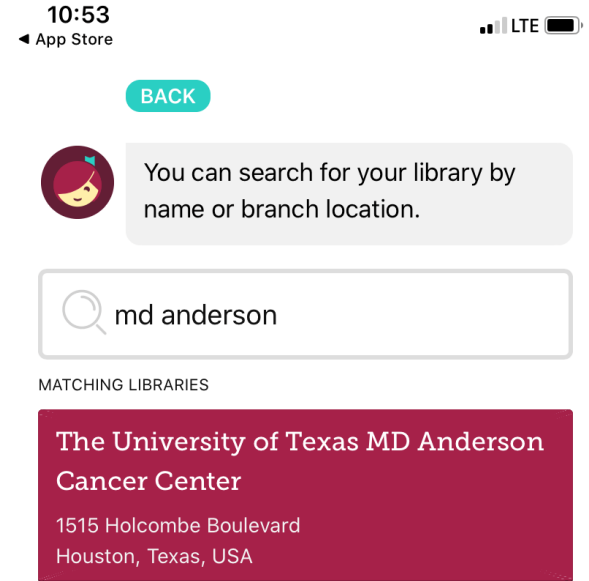 10:53
LTE
◀ App Store
BACK
You can search for your library by
name or branch location.
md anderson
MATCHING LIBRARIES
The University of Texas MD Anderson
Cancer Center
1515 Holcombe Boulevard
Houston, Texas, USA